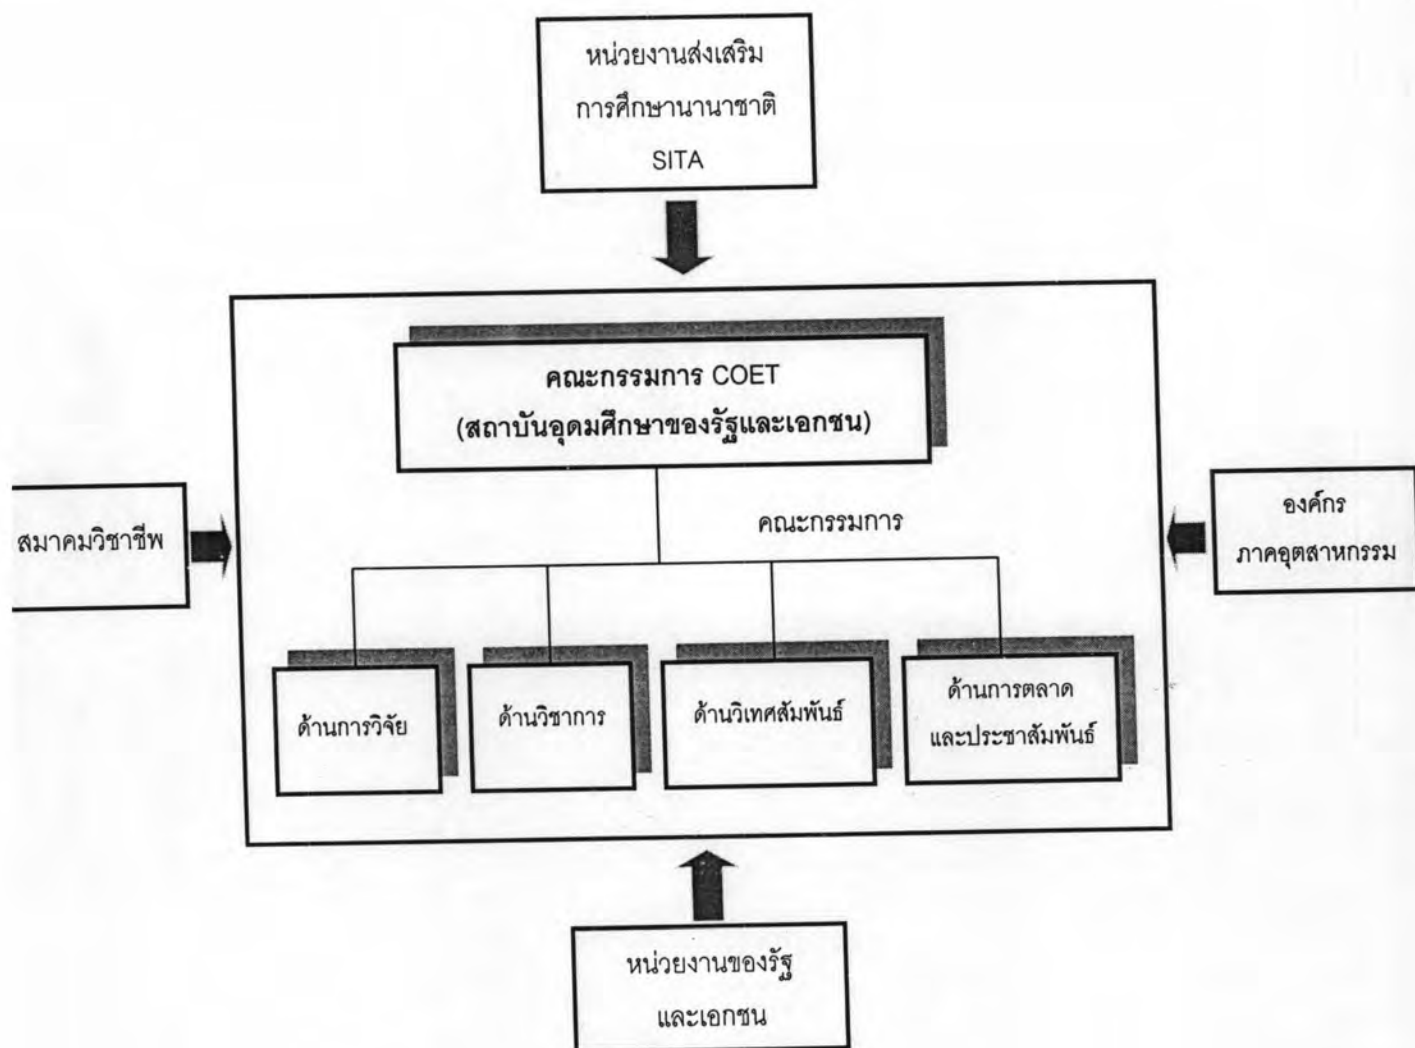 หน่วยงานส่งเสริม
การศึกษานานาชาติ
SITA
คณะกรรมการ COET
(สถาบันอุดมศึกษาของรัฐและเอกชน)
สมาคมวิชาชีพ
คณะกรรมการ
องค์กร
ภาคอุตสาหกรรม
ด้านการวิจัย
ด้านวิชาการ
ด้านวิเทศสัมพันธ์
ด้านการตลาด
และประชาสัมพันธ์
หน่วยงานของรัฐ
และเอกชน